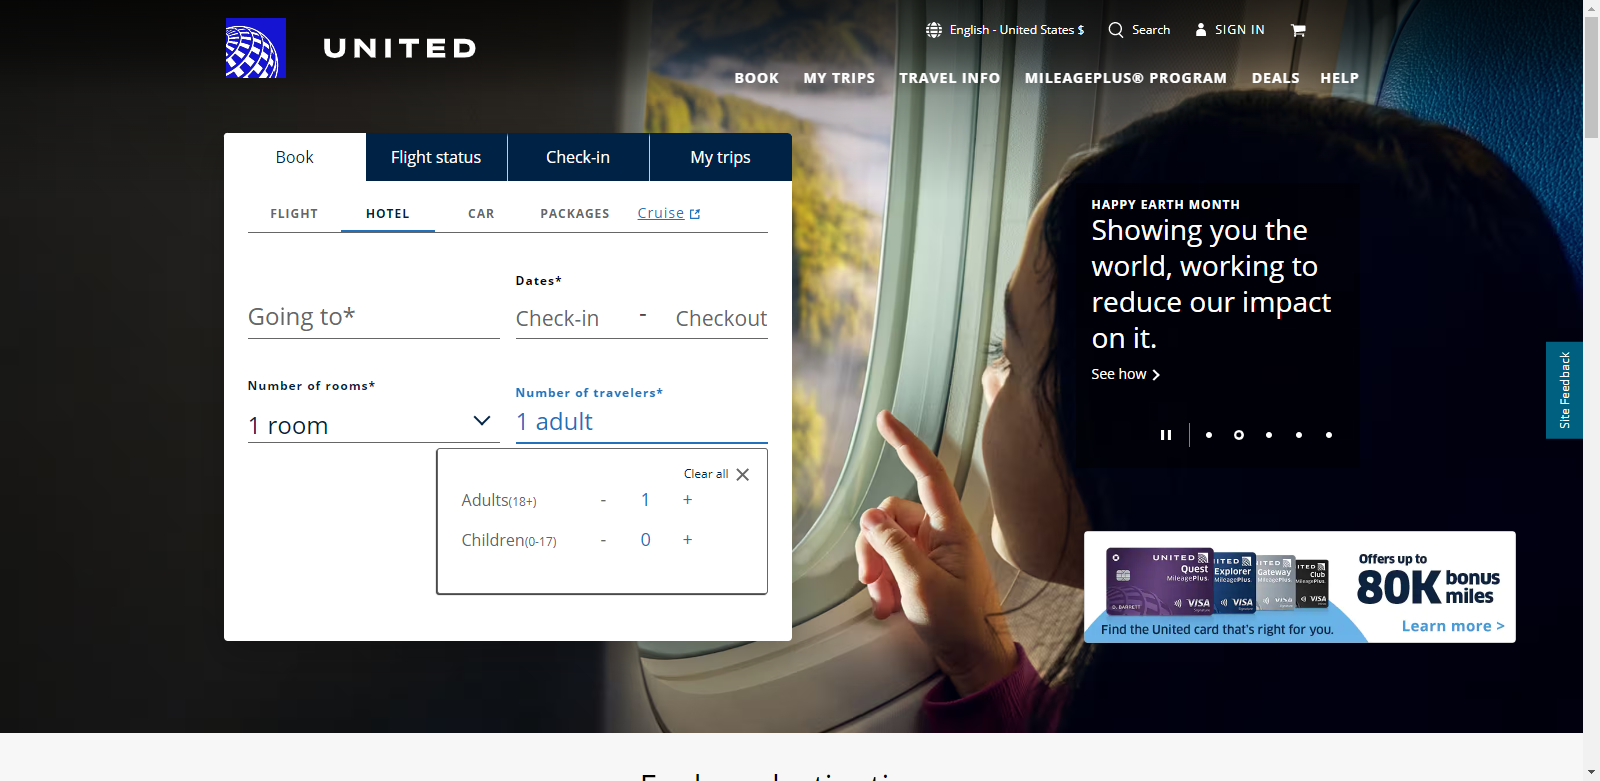 UNITED
English - United States $
Search
SIGN IN
BOOK
MY TRIPS
TRAVEL INFO
MILEAGEPLUS® PROGRAM
DEALS
HELP
Book
Flight status
Check-in
My trips
FLIGHT
HOTEL
CAR
PACKAGES
Cruise
Going to*
Dates*
Check-in - Checkout
Number of rooms*
1 room
Number of travelers*
1 adult
Clear all
Adults(18+) - 1 +
Children(0-17) - 0 +
HAPPY EARTH MONTH
Showing you the
world, working to
reduce our impact
on it.
See how
Site Feedback
UNITED
Quest
MileagePlus.
D. BARRETT
VISA
Signature
Explorer
MileagePlus.
VISA
Gateway
MileagePlus.
VISA
Club
MileagePlus.
VISA
Find the United card that's right for you.
Offers up to
80K bonus
miles
Learn more >